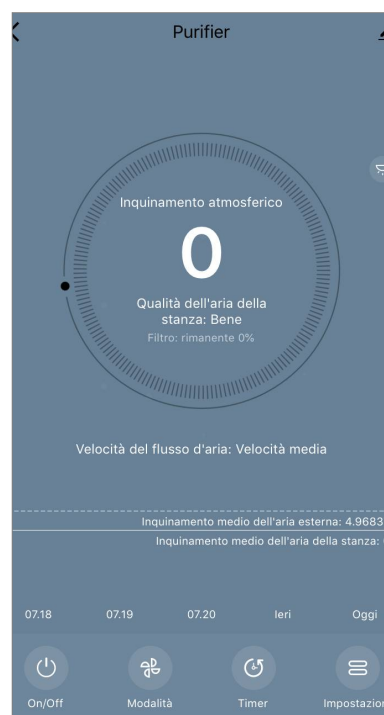 Purifier
Inquinamento atmosferico
0
Qualità dell'aria della
stanza: Bene
Filtro: rimanente 0%
Velocità del flusso d'aria: Velocità media
Inquinamento medio dell'aria esterna: 4.9683
Inquinamento medio dell'aria della stanza:
07.18 07.19 07.20 Ieri Oggi
On/Off Modalità Timer Impostazion